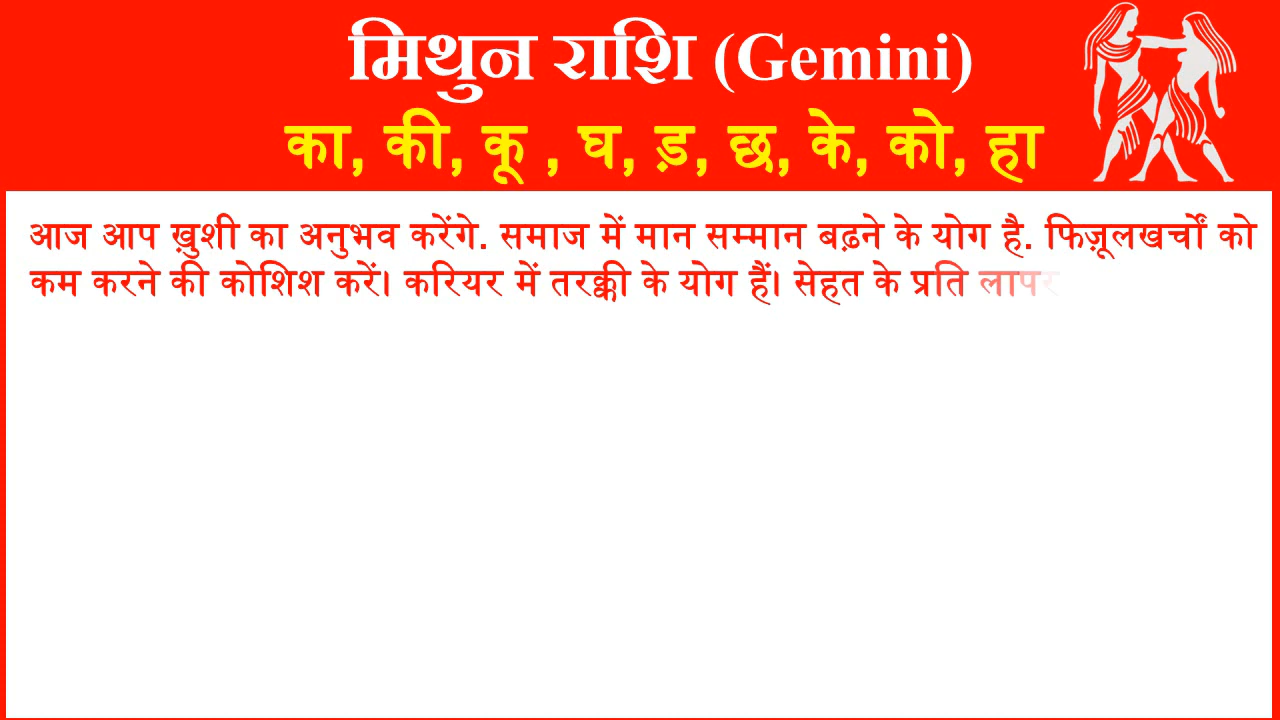 मिथुन राशि (Gemini)
का, की, कू , घ, ड़, छ, के, को, हा
आज आप ख़ुशी का अनुभव करेंगे. समाज में मान सम्मान बढ़ने के योग है. फिज़ूलखर्चों को
कम करने की कोशिश करें। करियर में तरक्की के योग हैं। सेहत के प्रति